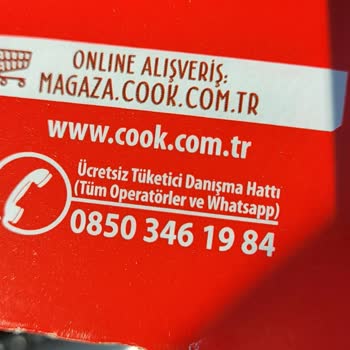 ONLINE ALIŞVERİŞ:
MAGAZA.COOK.COM.TR
www.cook.com.tr
Ücretsiz Tüketici Danışma Hattı
(Tüm Operatörler ve Whatsapp)
0850 346 19 84